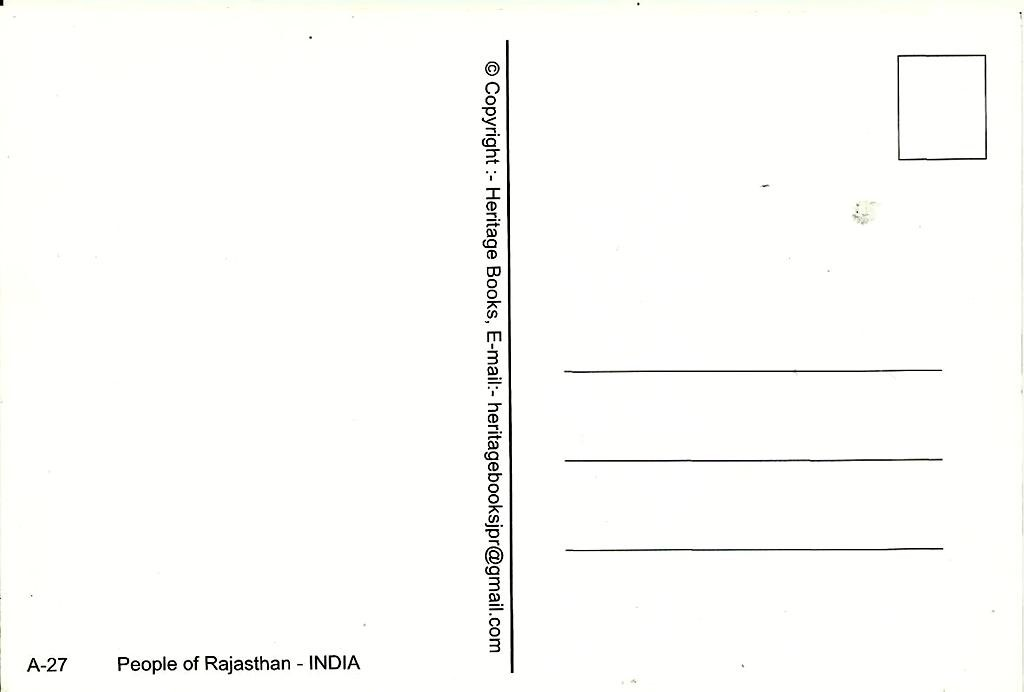 © Copyright :- Heritage Books, E-mail:- heritagebooksjpr@gmail.com
A-27 People of Rajasthan - INDIA